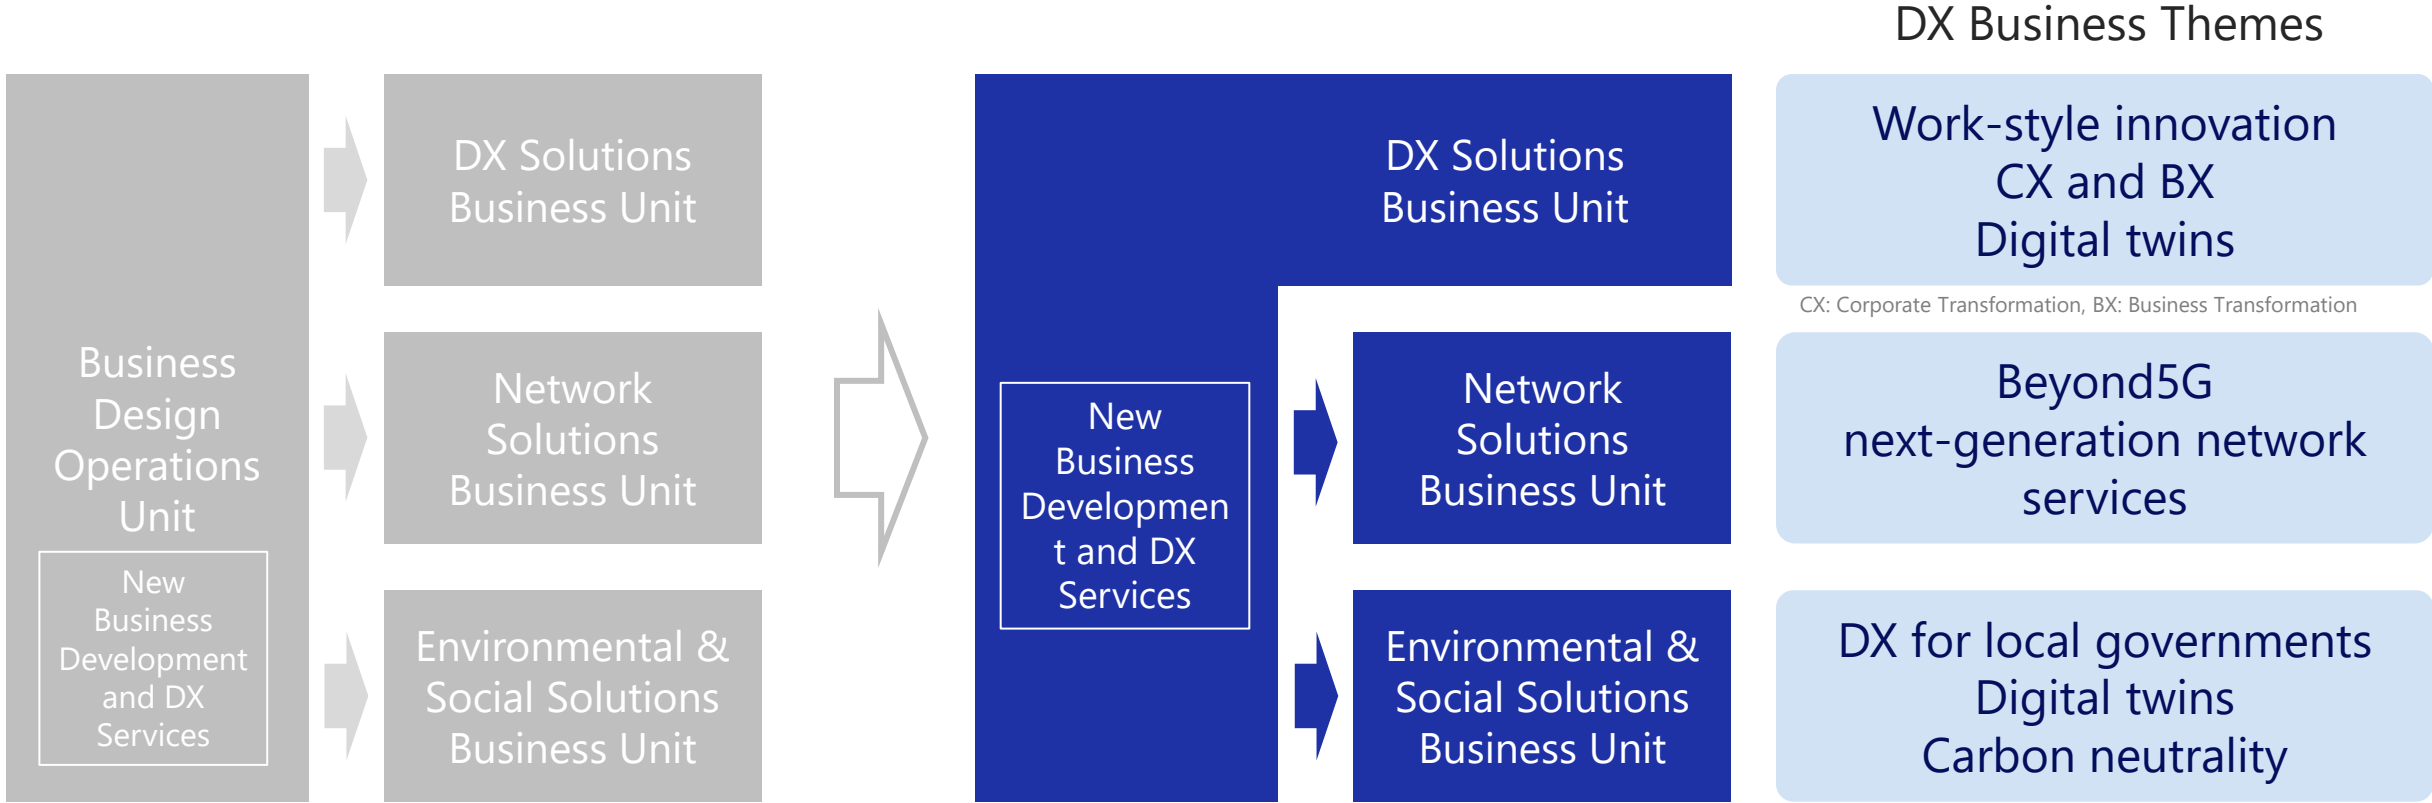 DX Business Themes
Business
Design
Operations
Unit
New
Business
Development
and DX
Services
DX Solutions
Business Unit
Network
Solutions
Business Unit
Environmental &
Social Solutions
Business Unit
DX Solutions
Business Unit
New
Business
Developmen
t and DX
Services
Network
Solutions
Business Unit
Environmental &
Social Solutions
Business Unit
Work-style innovation
CX and BX
Digital twins
CX: Corporate Transformation, BX: Business Transformation
Beyond5G
next-generation network
services
DX for local governments
Digital twins
Carbon neutrality